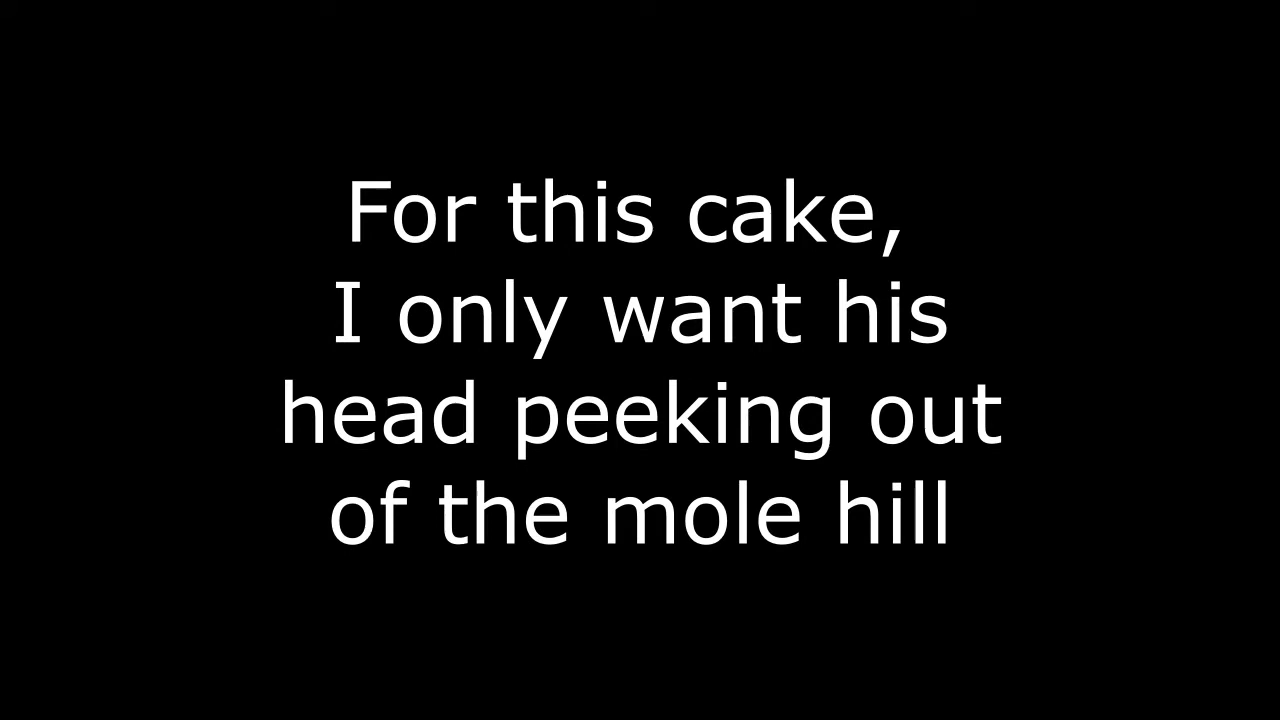 For this cake,
I only want his
head peeking out
of the mole hill